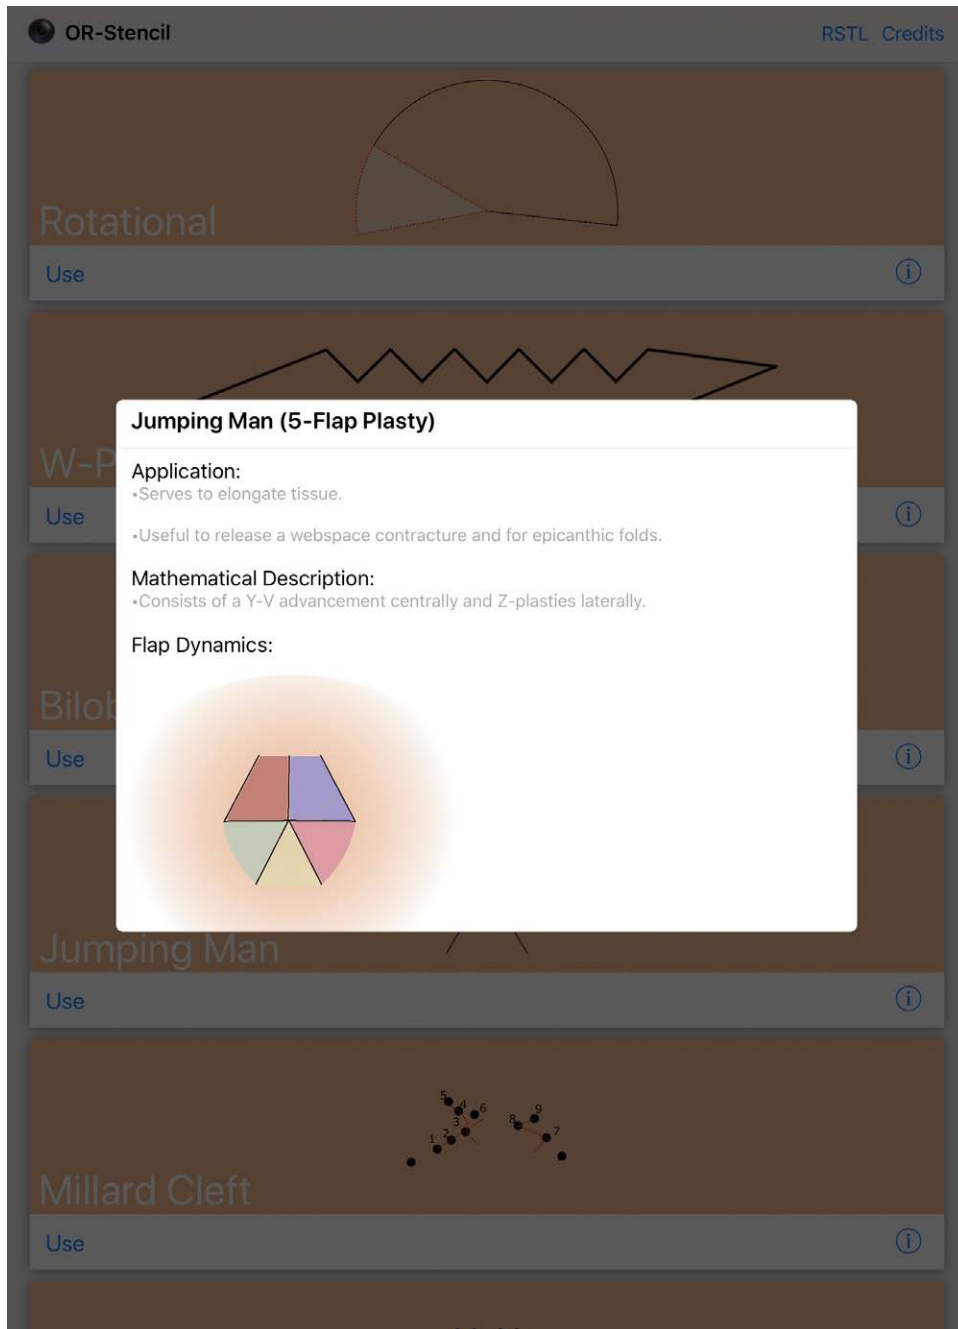 OR-Stencil
RSTL Credits
Rotational
Use
Jumping Man (5-Flap Plasty)
Application:
•Serves to elongate tissue.
•Useful to release a webspace contracture and for epicanthic folds.
Mathematical Description:
•Consists of a Y-V advancement centrally and Z-plasties laterally.
Flap Dynamics:
W-P
Use
Bilob
Use
Jumping Man
Use
5
4
6
3
2
1
9
8
7
Millard Cleft
Use